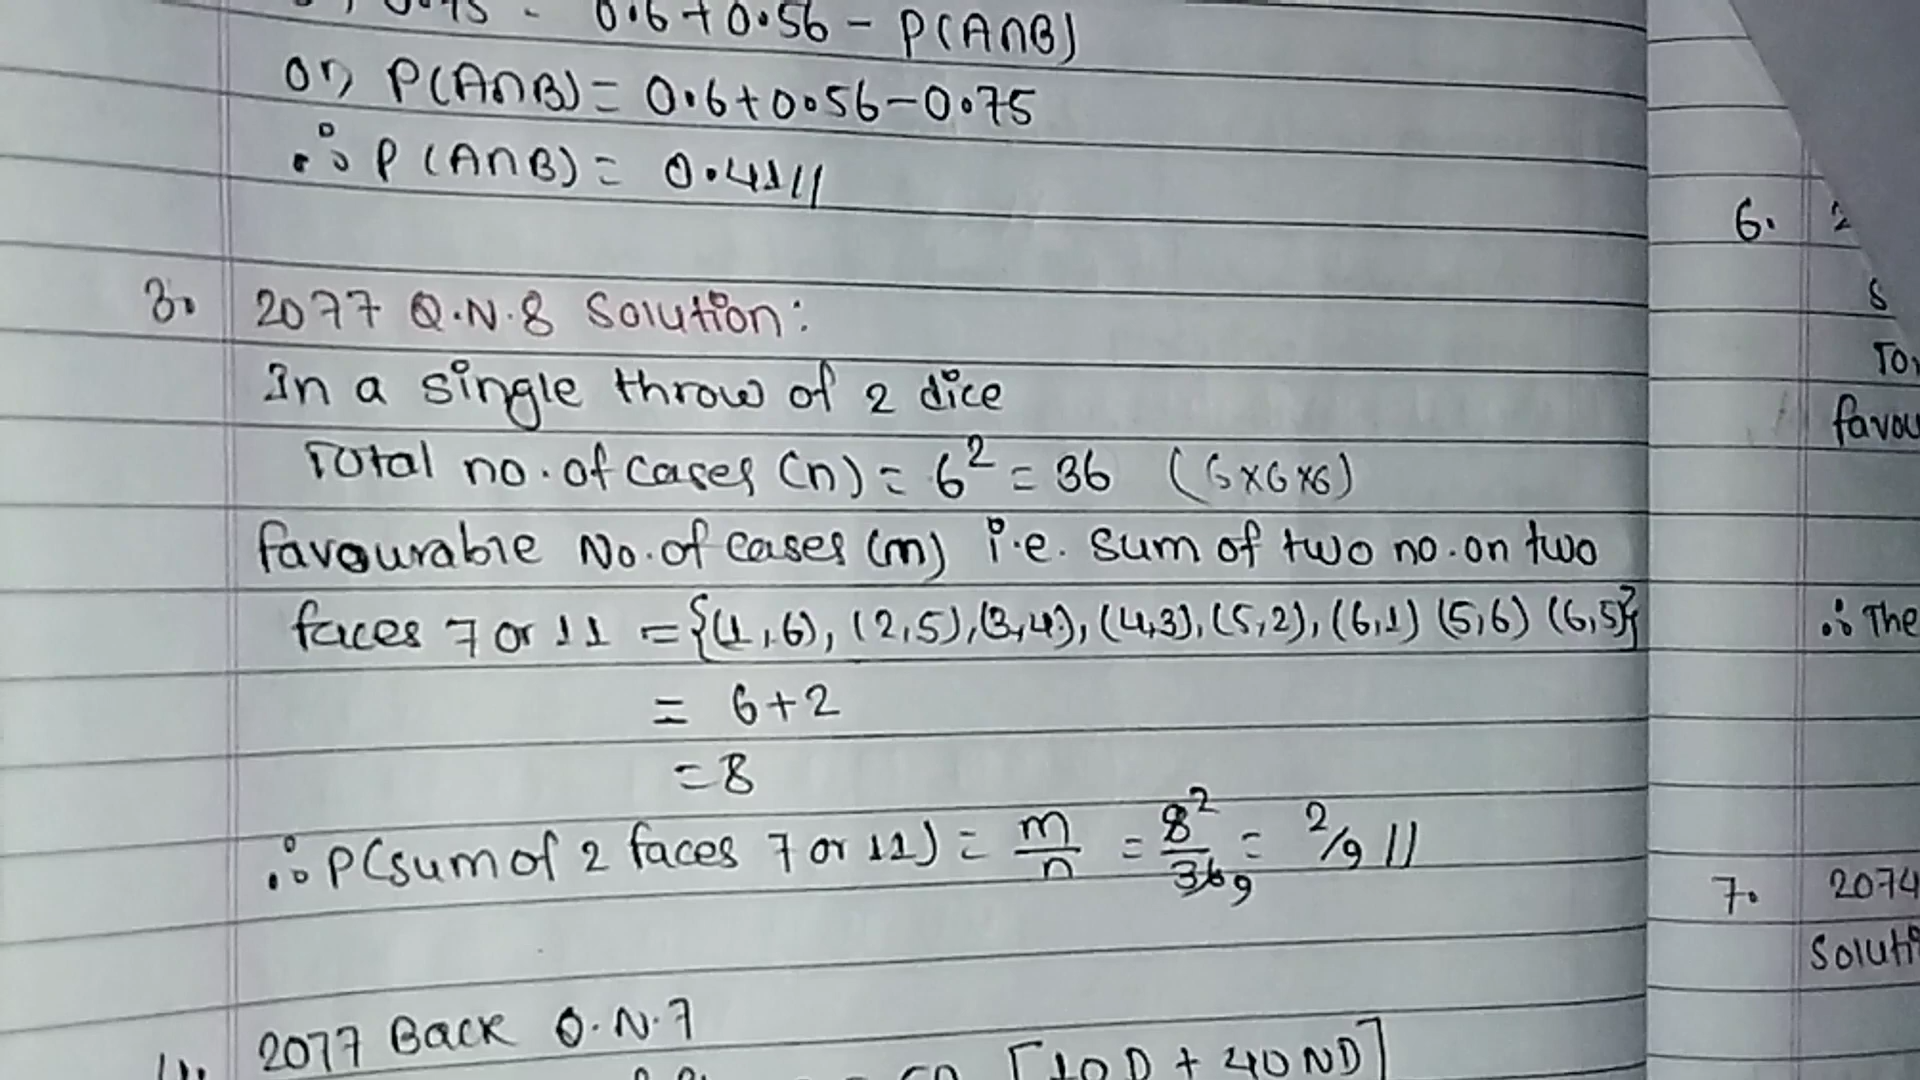 0.6+0.56 - P(A∩B)
or, P(A∩B) = 0.6+0.56-0.75
∴ P(A∩B) = 0.41//
3. 2077 Q.N.8 Solution:
In a single throw of 2 dice
Total no. of cases (n) = 6² = 36 (6×6×6)
favourable No. of cases (m) i.e. sum of two no. on two
faces 7 or 11 = {(1,6), (2,5), (3,4), (4,3), (5,2), (6,1) (5,6) (6,5)}
= 6+2
= 8
∴ P(sum of 2 faces 7 or 11) = m/n = 8²/36₉ = 2/9 //
2077 Back Q.N.7
[10D + 40ND]
6.
S
favou
∴ The
7. 2074
Soluti